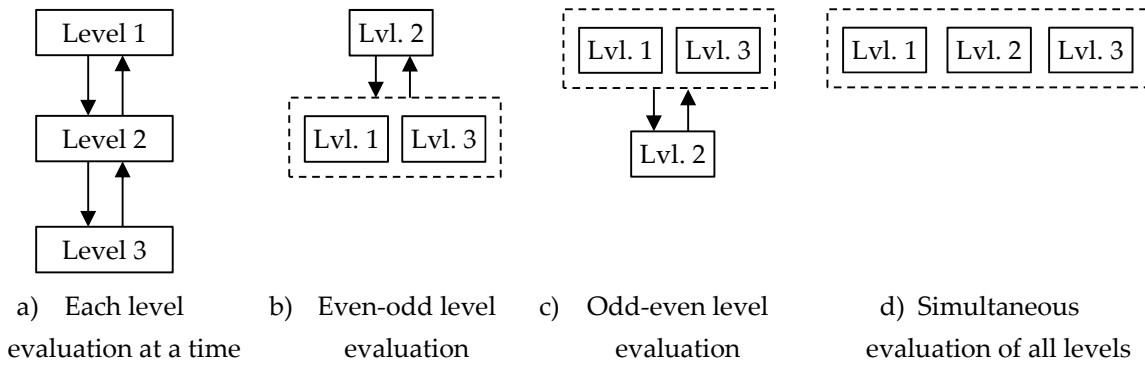 Level 1
Level 2
Level 3
a) Each level
evaluation at a time
Lvl. 2
Lvl. 1 Lvl. 3
b) Even-odd level
evaluation
Lvl. 1 Lvl. 3
Lvl. 2
c) Odd-even level
evaluation
Lvl. 1 Lvl. 2 Lvl. 3
d) Simultaneous
evaluation of all levels